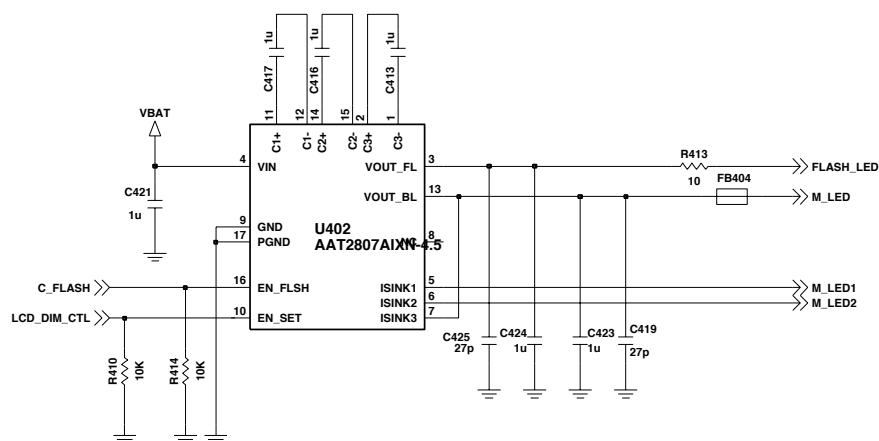 1u
1u
1u
C417
C416
C413
11
12
14
15
2
1
C1+
C1-
C2+
C2-
C3+
C3-
VBAT
4
VIN
VOUT_FL
3
R413
10
FLASH_LED
C421
1u
VOUT_BL
13
FB404
M_LED
9
GND
17
PGND
U402
AAT2807AIXN-4.5
NC
8
C_FLASH
16
EN_FLSH
ISINK1
5
M_LED1
ISINK2
6
M_LED2
LCD_DIM_CTL
10
EN_SET
ISINK3
7
R410
10K
R414
10K
C425
27p
C424
1u
C423
1u
C419
27p